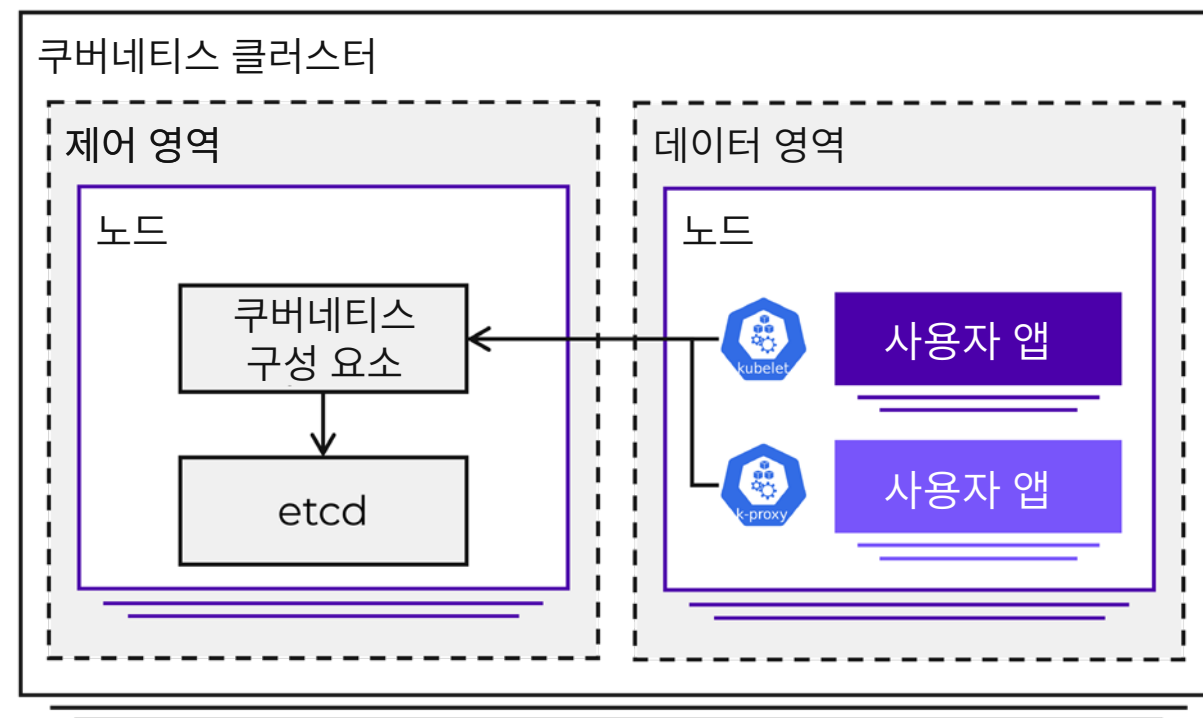 쿠버네티스 클러스터
제어 영역
노드
쿠버네티스
구성 요소
etcd
데이터 영역
노드
kubelet
사용자 앱
k-proxy
사용자 앱